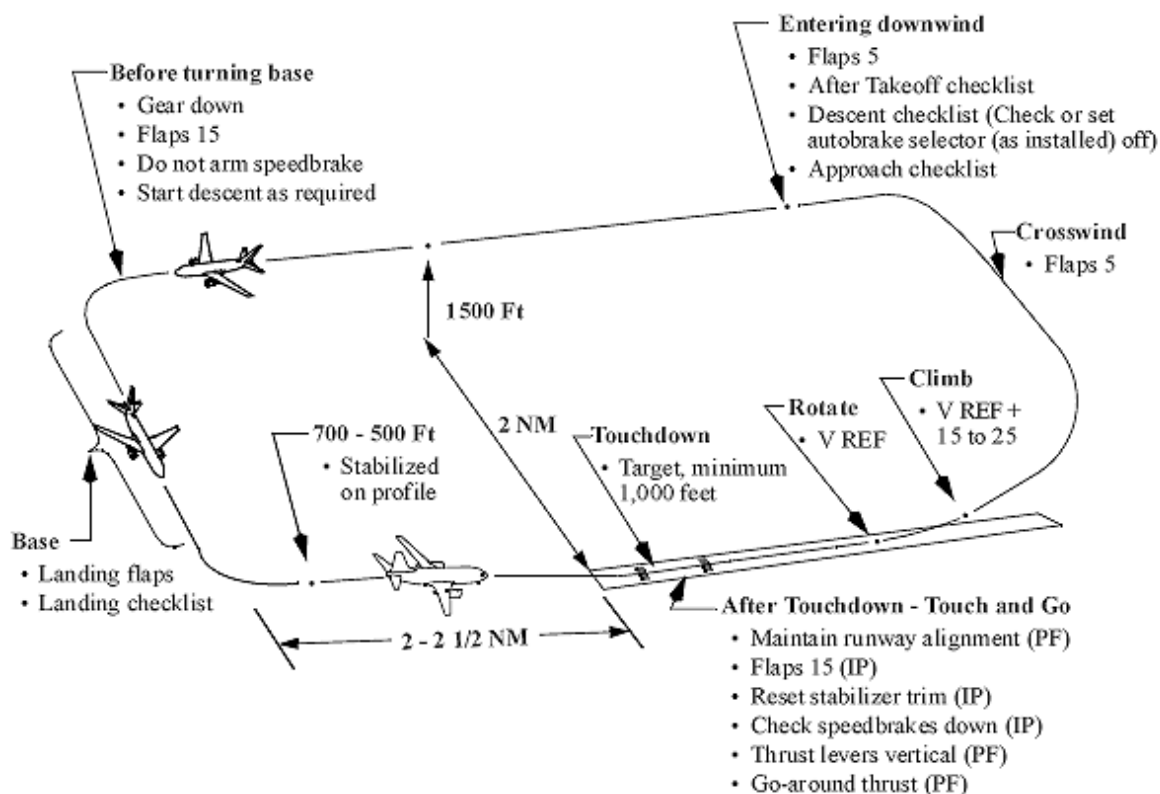 Entering downwind
• Flaps 5
• After Takeoff checklist
• Descent checklist (Check or set
autobrake selector (as installed) off)
• Approach checklist
Before turning base
• Gear down
• Flaps 15
• Do not arm speedbrake
• Start descent as required
Crosswind
• Flaps 5
1500 Ft
Climb
• V REF +
15 to 25
Rotate
• V REF
2 NM
Touchdown
• Target, minimum
1,000 feet
700 - 500 Ft
• Stabilized
on profile
Base
• Landing flaps
• Landing checklist
2 - 2 1/2 NM
After Touchdown - Touch and Go
• Maintain runway alignment (PF)
• Flaps 15 (IP)
• Reset stabilizer trim (IP)
• Check speedbrakes down (IP)
• Thrust levers vertical (PF)
• Go-around thrust (PF)